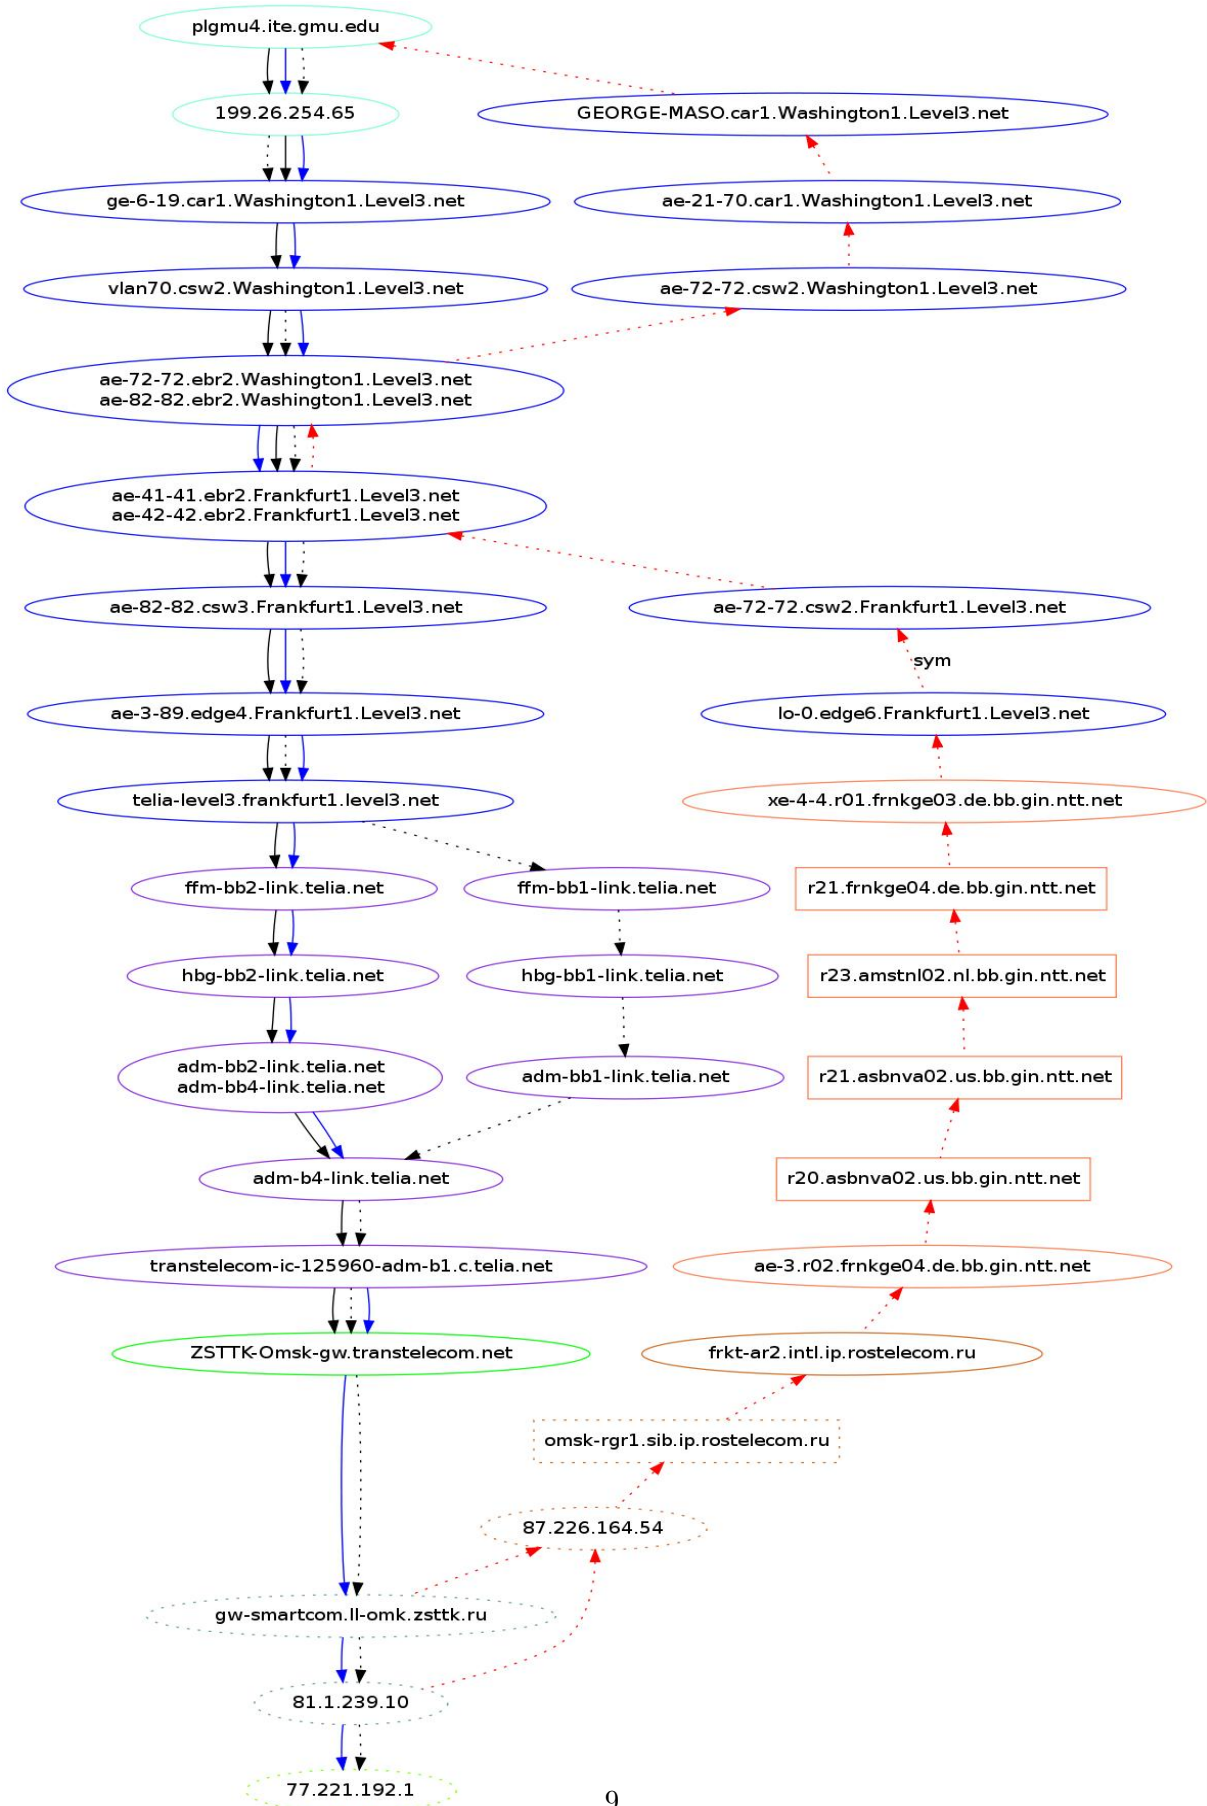 plgmu4.ite.gmu.edu
199.26.254.65
GEORGE-MASO.car1.Washington1.Level3.net
ge-6-19.car1.Washington1.Level3.net
ae-21-70.car1.Washington1.Level3.net
vlan70.csw2.Washington1.Level3.net
ae-72-72.csw2.Washington1.Level3.net
ae-72-72.ebr2.Washington1.Level3.net
ae-82-82.ebr2.Washington1.Level3.net
ae-41-41.ebr2.Frankfurt1.Level3.net
ae-42-42.ebr2.Frankfurt1.Level3.net
ae-82-82.csw3.Frankfurt1.Level3.net
ae-72-72.csw2.Frankfurt1.Level3.net
sym
ae-3-89.edge4.Frankfurt1.Level3.net
lo-0.edge6.Frankfurt1.Level3.net
telia-level3.frankfurt1.level3.net
xe-4-4.r01.frnkge03.de.bb.gin.ntt.net
ffm-bb2-link.telia.net
ffm-bb1-link.telia.net
r21.frnkge04.de.bb.gin.ntt.net
hbg-bb2-link.telia.net
hbg-bb1-link.telia.net
r23.amstnl02.nl.bb.gin.ntt.net
adm-bb2-link.telia.net
adm-bb4-link.telia.net
adm-bb1-link.telia.net
r21.asbnva02.us.bb.gin.ntt.net
adm-b4-link.telia.net
r20.asbnva02.us.bb.gin.ntt.net
transtelecom-ic-125960-adm-b1.c.telia.net
ae-3.r02.frnkge04.de.bb.gin.ntt.net
ZSTTK-Omsk-gw.transtelecom.net
frkt-ar2.intl.ip.rostelecom.ru
omsk-rgr1.sib.ip.rostelecom.ru
87.226.164.54
gw-smartcom.ll-omk.zsttk.ru
81.1.239.10
77.221.192.1
9